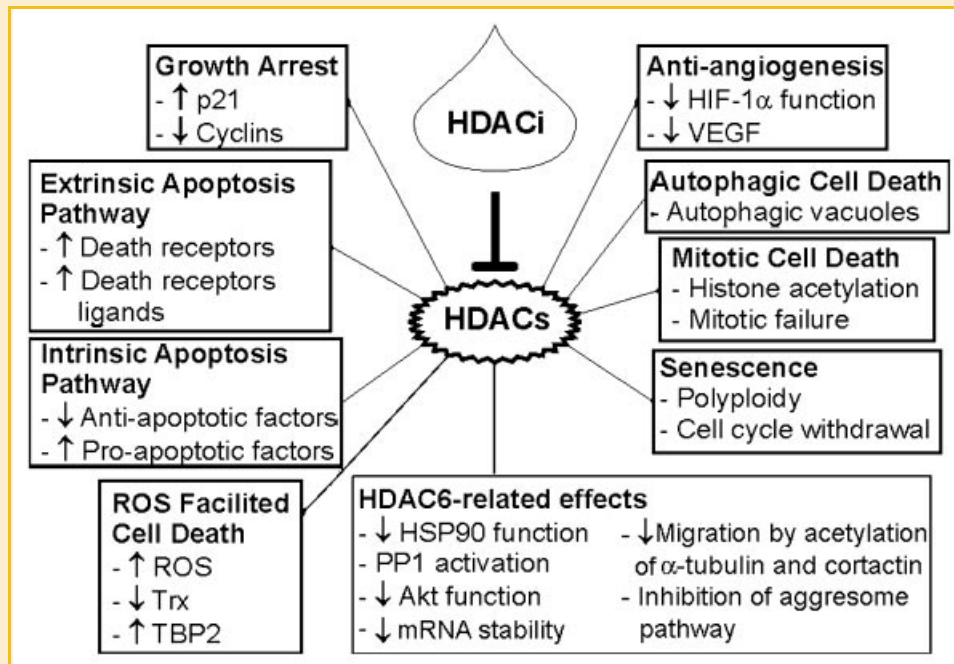 Growth Arrest
- ↑ p21
- ↓ Cyclins
Extrinsic Apoptosis
Pathway
- ↑ Death receptors
- ↑ Death receptors
ligands
Intrinsic Apoptosis
Pathway
- ↓ Anti-apoptotic factors
- ↑ Pro-apoptotic factors
ROS Facilited
Cell Death
- ↑ ROS
- ↓ Trx
- ↑ TBP2
HDACi
HDACs
Anti-angiogenesis
- ↓ HIF-1α function
- ↓ VEGF
Autophagic Cell Death
- Autophagic vacuoles
Mitotic Cell Death
- Histone acetylation
- Mitotic failure
Senescence
- Polyploidy
- Cell cycle withdrawal
HDAC6-related effects
- ↓ HSP90 function
- PP1 activation
- ↓ Akt function
- ↓ mRNA stability
- ↓ Migration by acetylation
of α-tubulin and cortactin
- Inhibition of aggresome
pathway